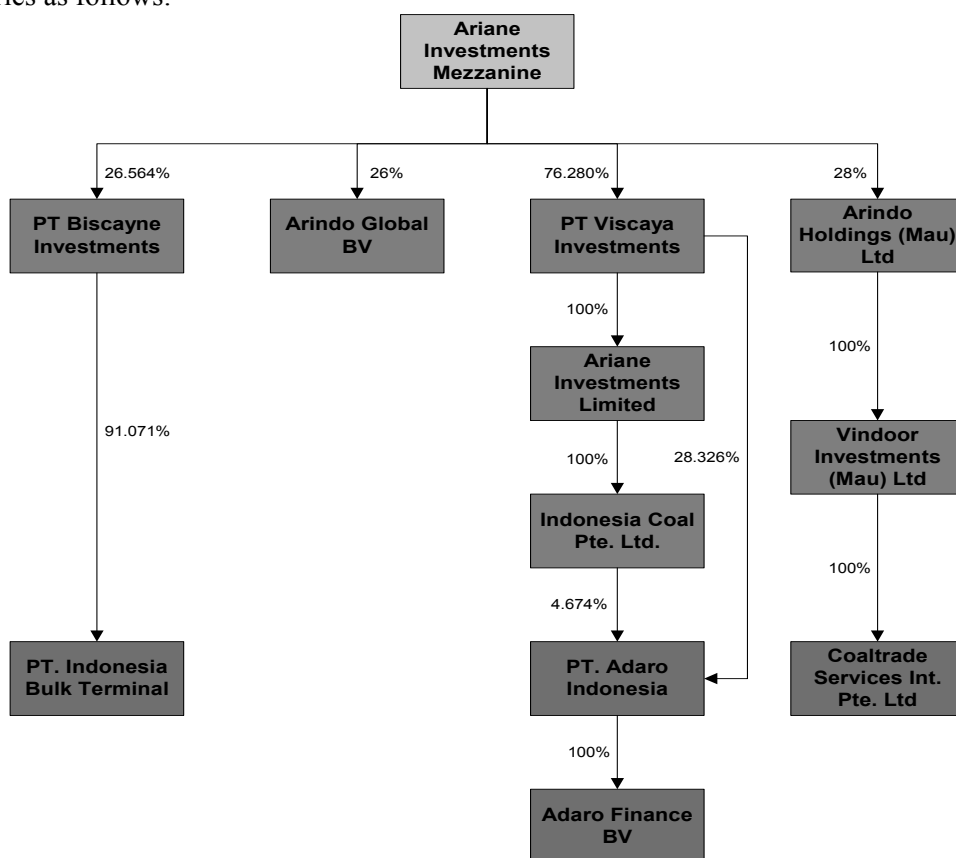 ries as follows:
Ariane
Investments
Mezzanine
26.564%
26%
76.280%
28%
PT Biscayne
Investments
Arindo Global
BV
PT Viscaya
Investments
Arindo
Holdings (Mau)
Ltd
100%
100%
Ariane
Investments
Limited
91.071%
100%
28.326%
Vindoor
Investments
(Mau) Ltd
Indonesia Coal
Pte. Ltd.
100%
4.674%
PT. Indonesia
Bulk Terminal
PT. Adaro
Indonesia
Coaltrade
Services Int.
Pte. Ltd
100%
Adaro Finance
BV